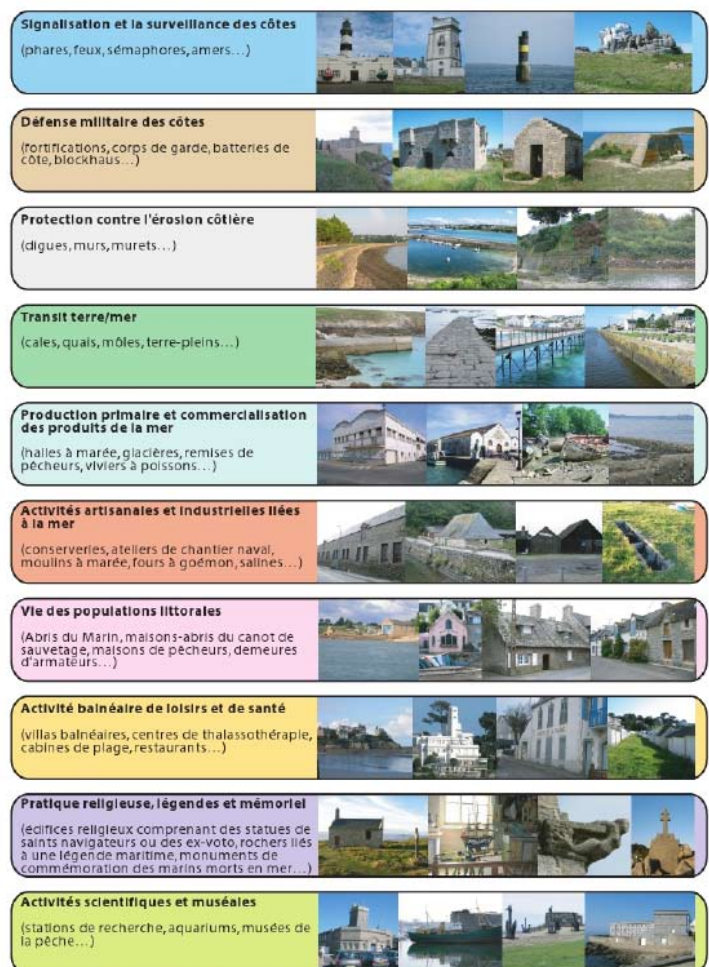 Signalisation et la surveillance des côtes
(phares, feux, sémaphores, amers...)
Défense militaire des côtes
(fortifications, corps de garde, batteries de
côte, blockhaus...)
Protection contre l'érosion côtière
(digues, murs, murets...)
Transit terre/mer
(cales, quais, môles, terre-pleins...)
Production primaire et commercialisation
des produits de la mer
(halles à marée, glacières, remises de
pêcheurs, viviers à poissons...)
Activités artisanales et industrielles liées
à la mer
(conserveries, ateliers de chantier naval,
moulins à marée, fours à goémon, salines...)
Vie des populations littorales
(Abris du Marin, maisons-abris du canot de
sauvetage, maisons de pêcheurs, demeures
d'armateurs...)
Activité balnéaire de loisirs et de santé
(villas balnéaires, centres de thalassothérapie,
cabines de plage, restaurants...)
Pratique religieuse, légendes et mémoriel
(édifices religieux comprenant des statues de
saints navigateurs ou des ex-voto, rochers liés
à une légende maritime, monuments de
commémoration des marins morts en mer...)
Activités scientifiques et muséales
(stations de recherche, aquariums, musées de
la pêche...)